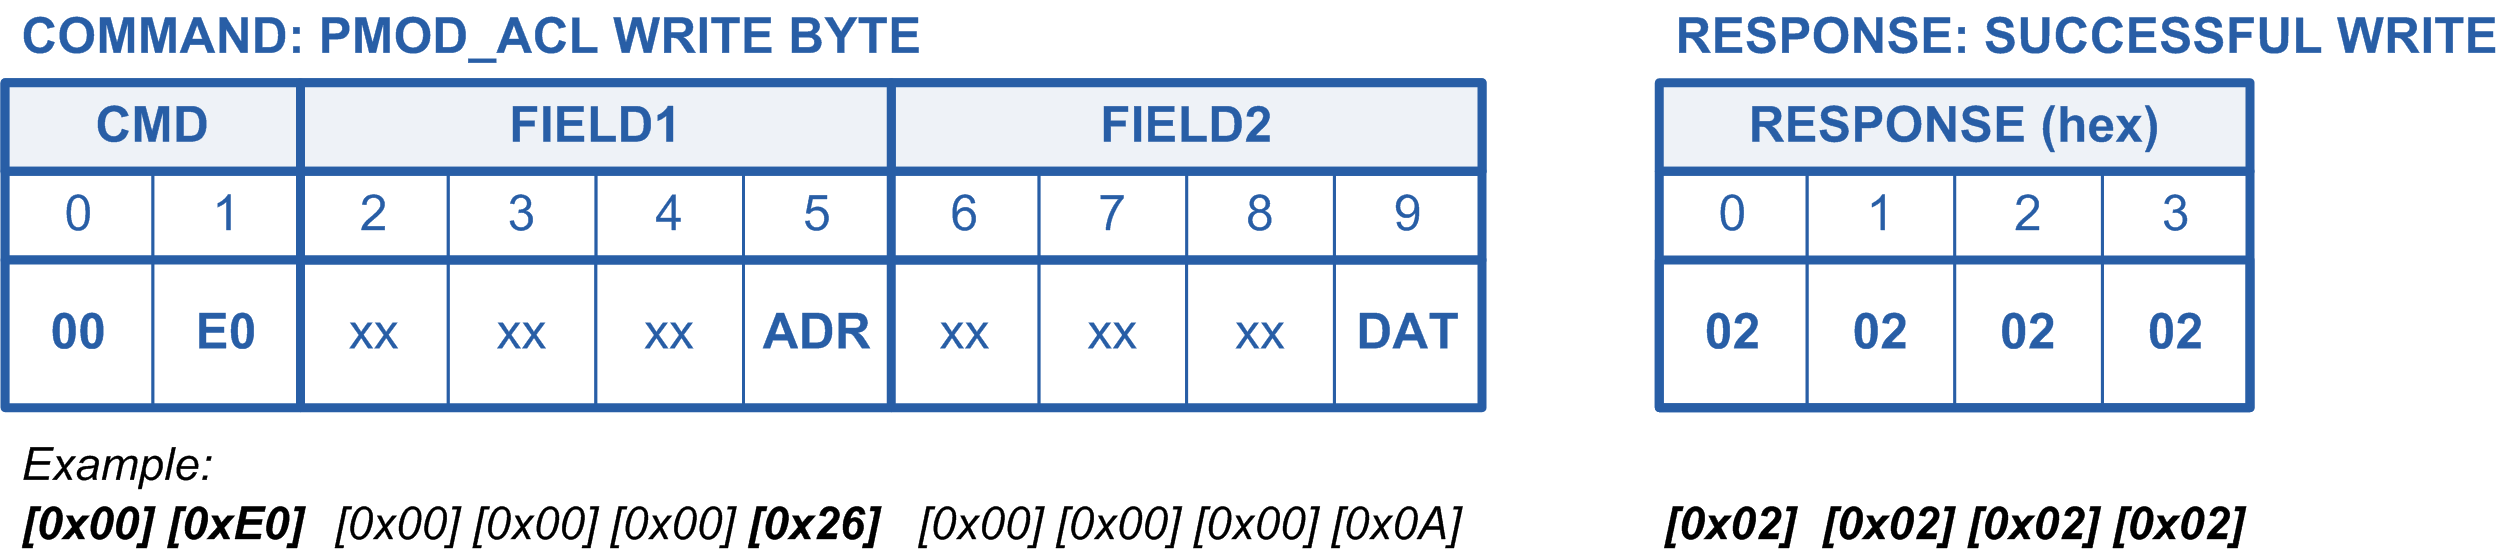 COMMAND: PMOD_ACL WRITE BYTE
CMD FIELD1 FIELD2
0 1 2 3 4 5 6 7 8 9
00 E0 xx xx xx ADR xx xx xx DAT
Example:
[0x00] [0xE0] [0x00] [0x00] [0x00] [0x26] [0x00] [0x00] [0x00] [0x0A]
RESPONSE: SUCCESSFUL WRITE
RESPONSE (hex)
0 1 2 3
02 02 02 02
[0x02] [0x02] [0x02] [0x02]